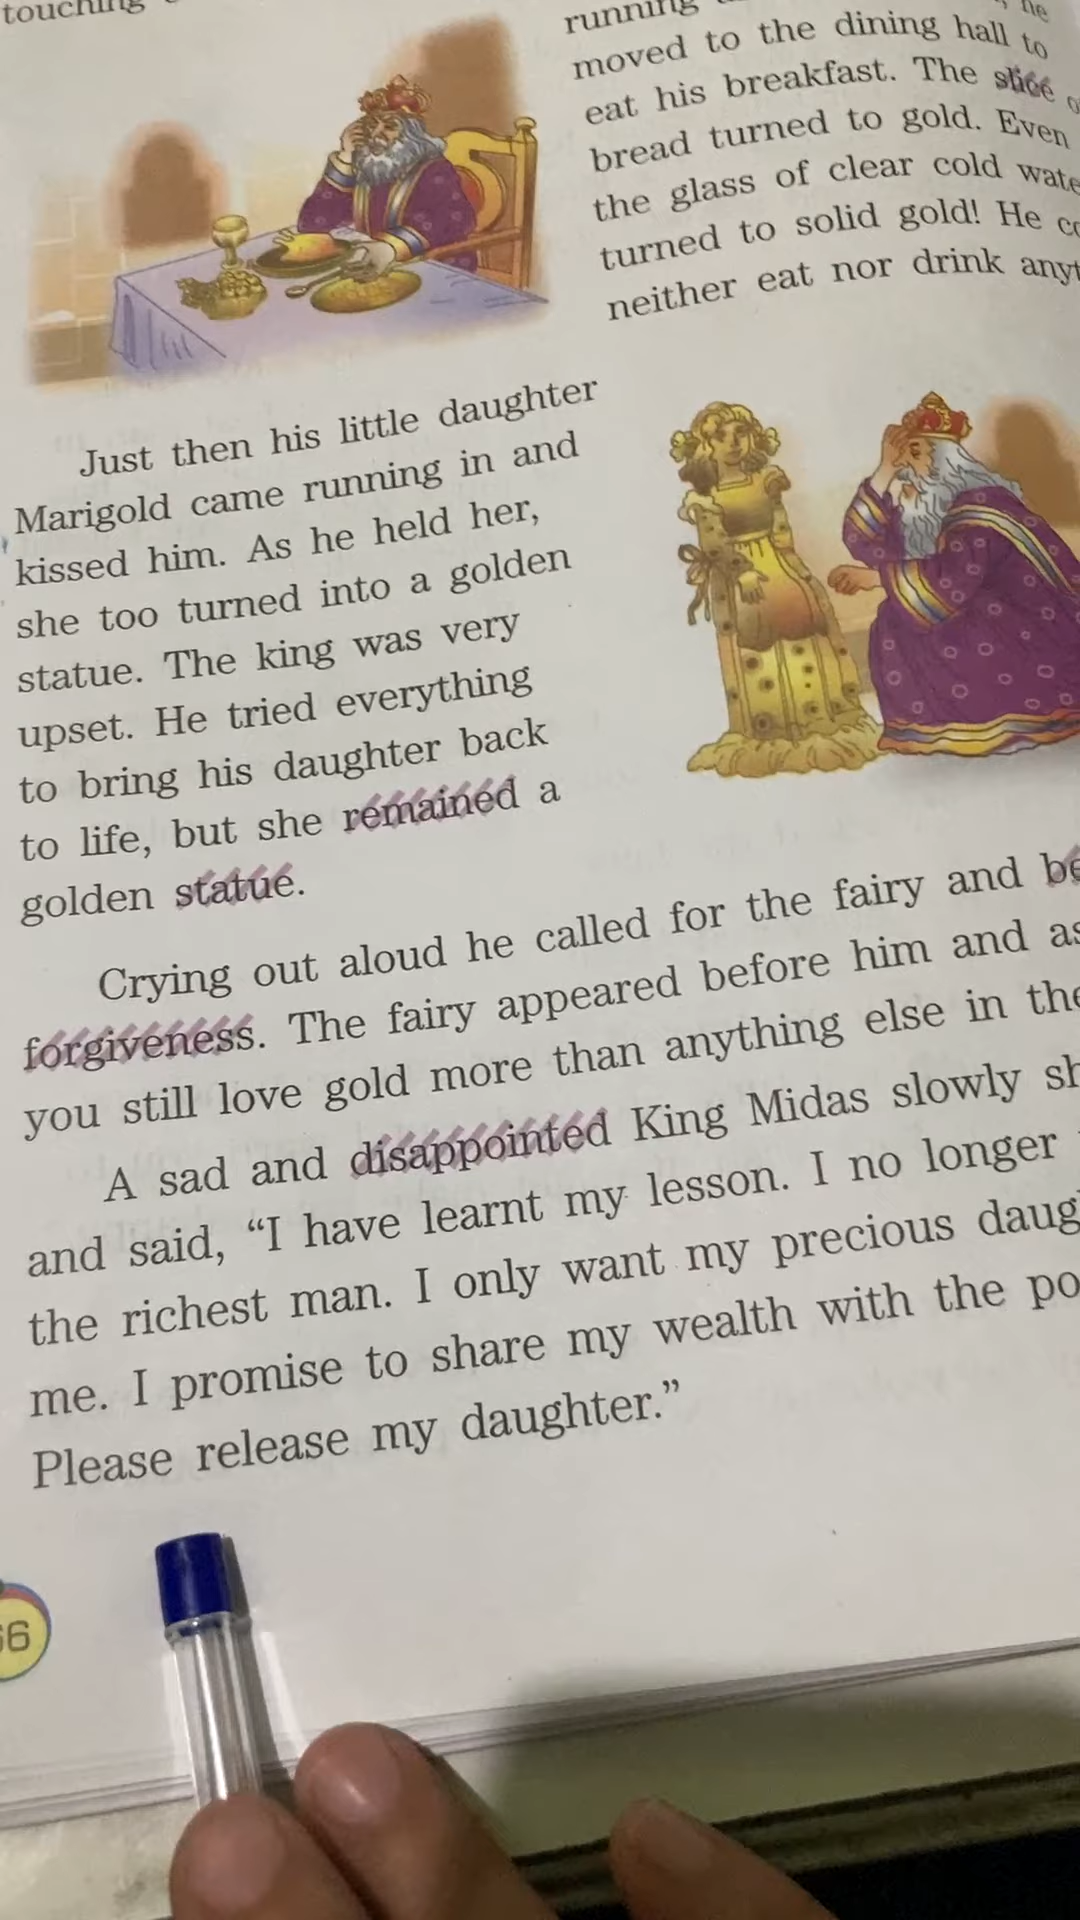 touching
running
he
moved to the dining hall to
eat his breakfast. The slice
bread turned to gold. Even
the glass of clear cold
turned to solid gold! He
neither eat nor drink
Just then his little daughter
Marigold came running in and
kissed him. As he held her,
she too turned into a golden
statue. The king was very
upset. He tried everything
to bring his daughter back
to life, but she remained a
golden statue.
Crying out aloud he called for the fairy and
forgiveness. The fairy appeared before him and
you still love gold more than anything else in
A sad and disappointed King Midas slowly
and said, “I have learnt my lesson. I no longer
the richest man. I only want my precious
me. I promise to share my wealth with the
Please release my daughter.”